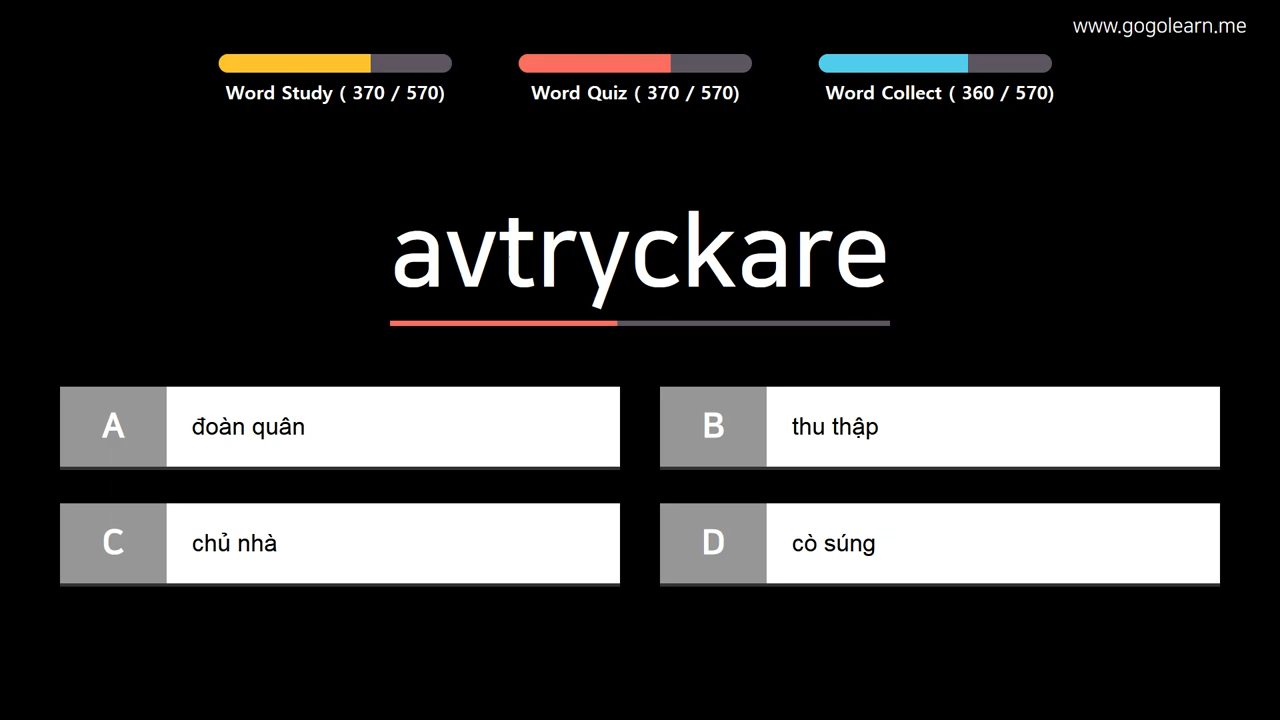 www.gogolearn.me
Word Study ( 370 / 570)
Word Quiz ( 370 / 570)
Word Collect ( 360 / 570)
avtryckare
A đoàn quân
B thu thập
C chủ nhà
D cò súng